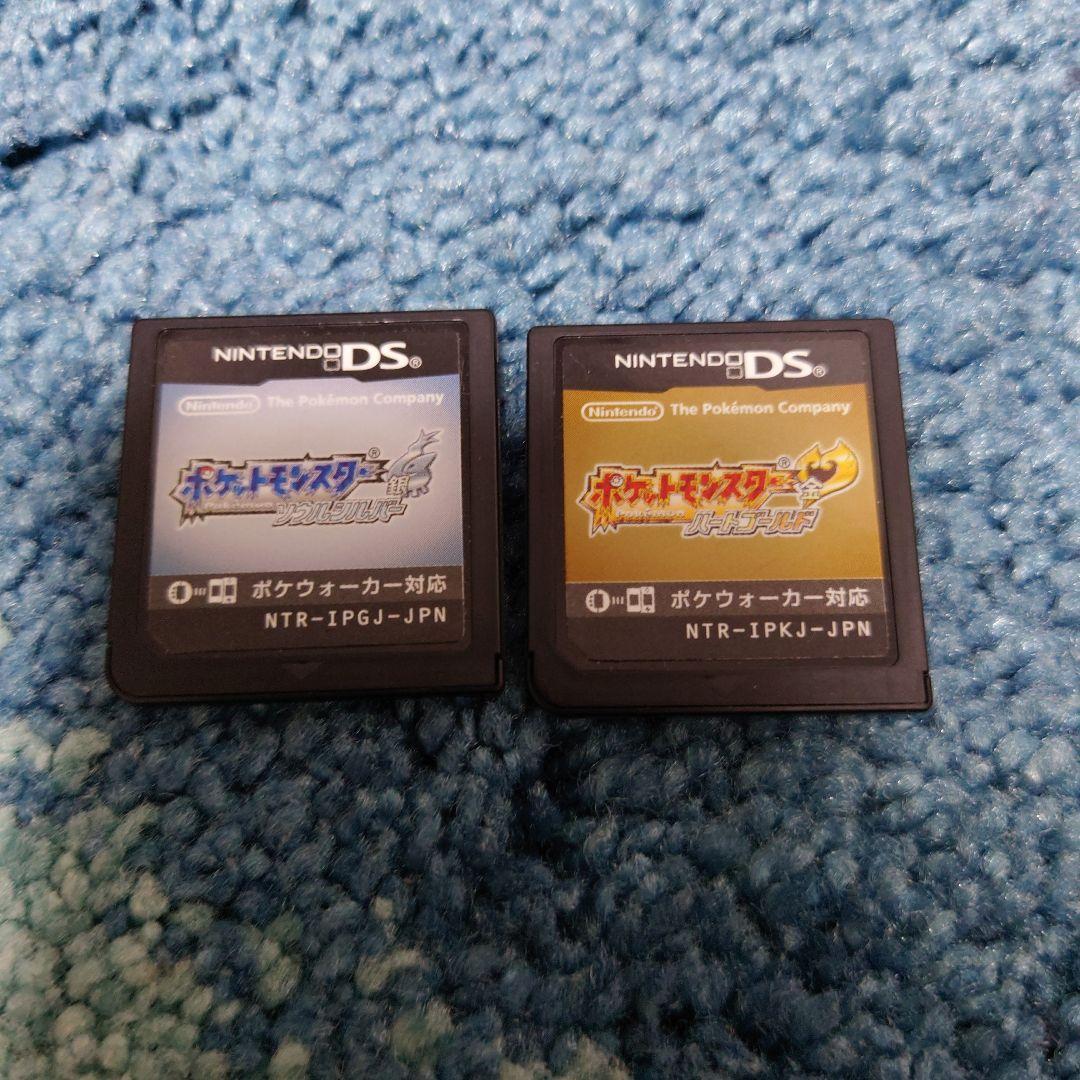 NINTENDO DS®
Nintendo The Pokémon Company
ポケットモンスター®
銀
ソウルシルバー
ポケウォーカー対応
NTR-IPGJ-JPN
NINTENDO DS®
Nintendo® The Pokémon Company
ポケットモンスター®
金
ハートゴールド
ポケウォーカー対応
NTR-IPKJ-JPN